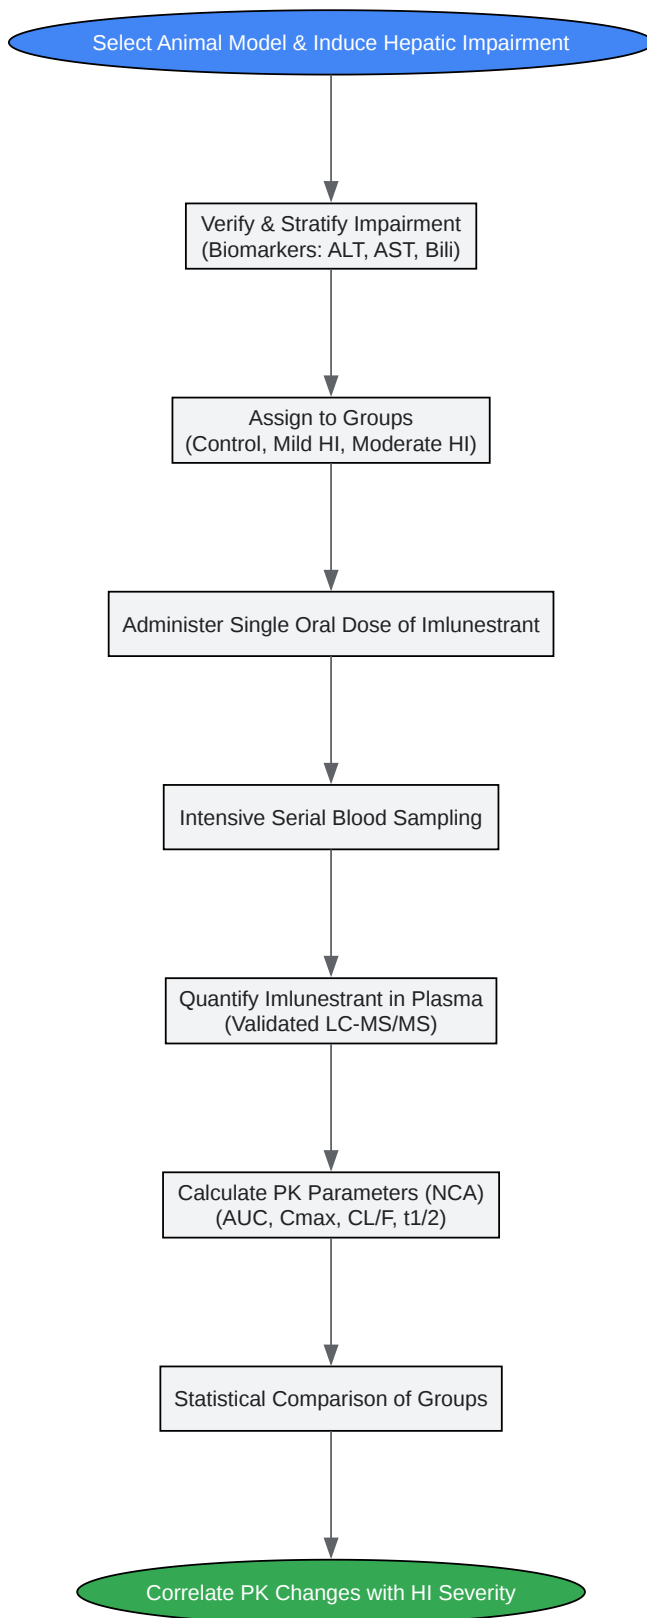 Select Animal Model & Induce Hepatic Impairment
Verify & Stratify Impairment
(Biomarkers: ALT, AST, Bili)
Assign to Groups
(Control, Mild HI, Moderate HI)
Administer Single Oral Dose of Imlunestrant
Intensive Serial Blood Sampling
Quantify Imlunestrant in Plasma
(Validated LC-MS/MS)
Calculate PK Parameters (NCA)
(AUC, Cmax, CL/F, t1/2)
Statistical Comparison of Groups
Correlate PK Changes with HI Severity